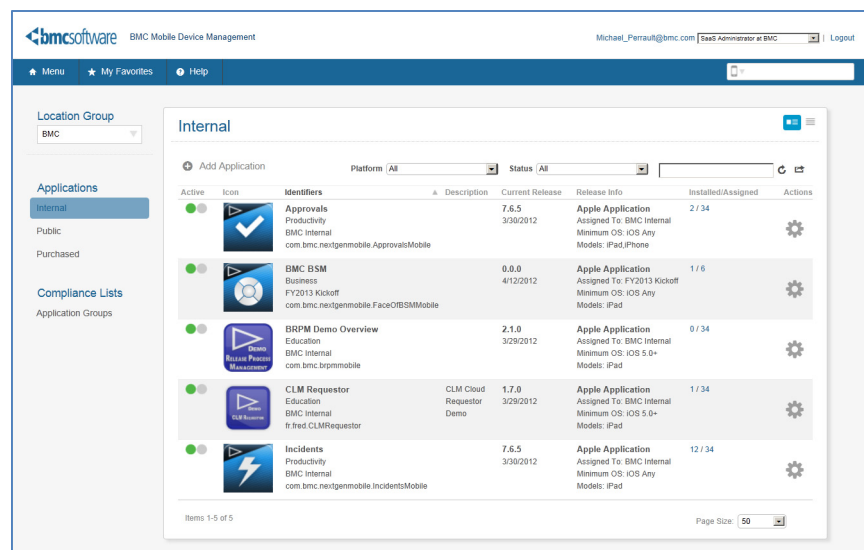 bmcsoftware BMC Mobile Device Management
Michael_Perrault@bmc.com SaaS Administrator at BMC | Logout
Menu My Favorites Help
Location Group
BMC
Applications
Internal
Public
Purchased
Compliance Lists
Application Groups
Internal
Add Application Platform All Status All
Active Icon Identifiers Description Current Release Release Info Installed/Assigned Actions
Approvals 7.6.5 Apple Application 2 / 34
Productivity 3/30/2012 Assigned To: BMC Internal
BMC Internal Minimum OS: iOS Any
com.bmc.nextgenmobile.ApprovalsMobile Models: iPad,iPhone
BMC BSM 0.0.0 Apple Application 1 / 6
Business 4/12/2012 Assigned To: FY2013 Kickoff
FY2013 Kickoff Minimum OS: iOS Any
com.bmc.nextgenmobile.FaceOfBSMMobile Models: iPad
BRPM Demo Overview 2.1.0 Apple Application 0 / 34
Education 3/29/2012 Assigned To: BMC Internal
BMC Internal Minimum OS: iOS 5.0+
com.bmc.brpmmobile Models: iPad
Demo
Release Process
Management
CLM Requestor CLM Cloud 1.7.0 Apple Application 1 / 34
Education Requestor 3/29/2012 Assigned To: BMC Internal
BMC Internal Demo Minimum OS: iOS 5.0+
fr.fred.CLMRequestor Models: iPad
Demo
CLM Requestor
Incidents 7.6.5 Apple Application 12 / 34
Productivity 3/30/2012 Assigned To: BMC Internal
BMC Internal Minimum OS: iOS Any
com.bmc.nextgenmobile.IncidentsMobile Models: iPad
Items 1-5 of 5 Page Size: 50